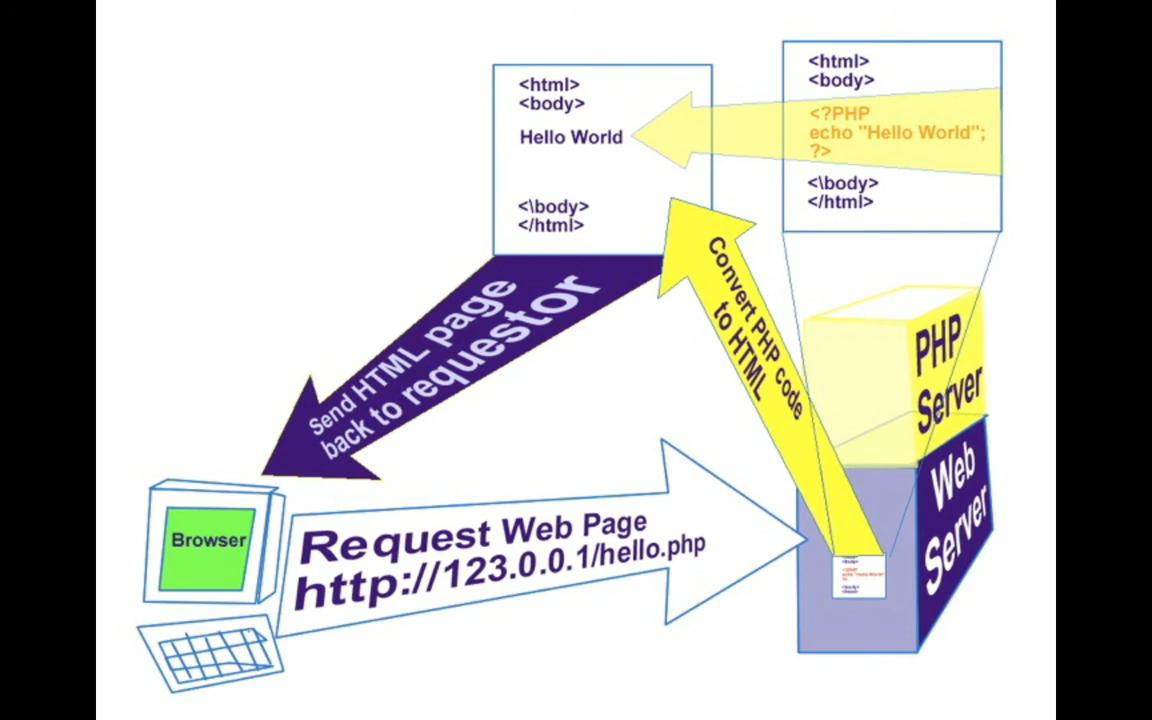 <html>
<body>
Hello World
<\body>
</html>
<html>
<body>
<?PHP
echo "Hello World";
?>
<\body>
</html>
Convert PHP code
to HTML
Send HTML page
back to requestor
PHP
Server
Web
Server
Browser
Request Web Page
http://123.0.0.1/hello.php